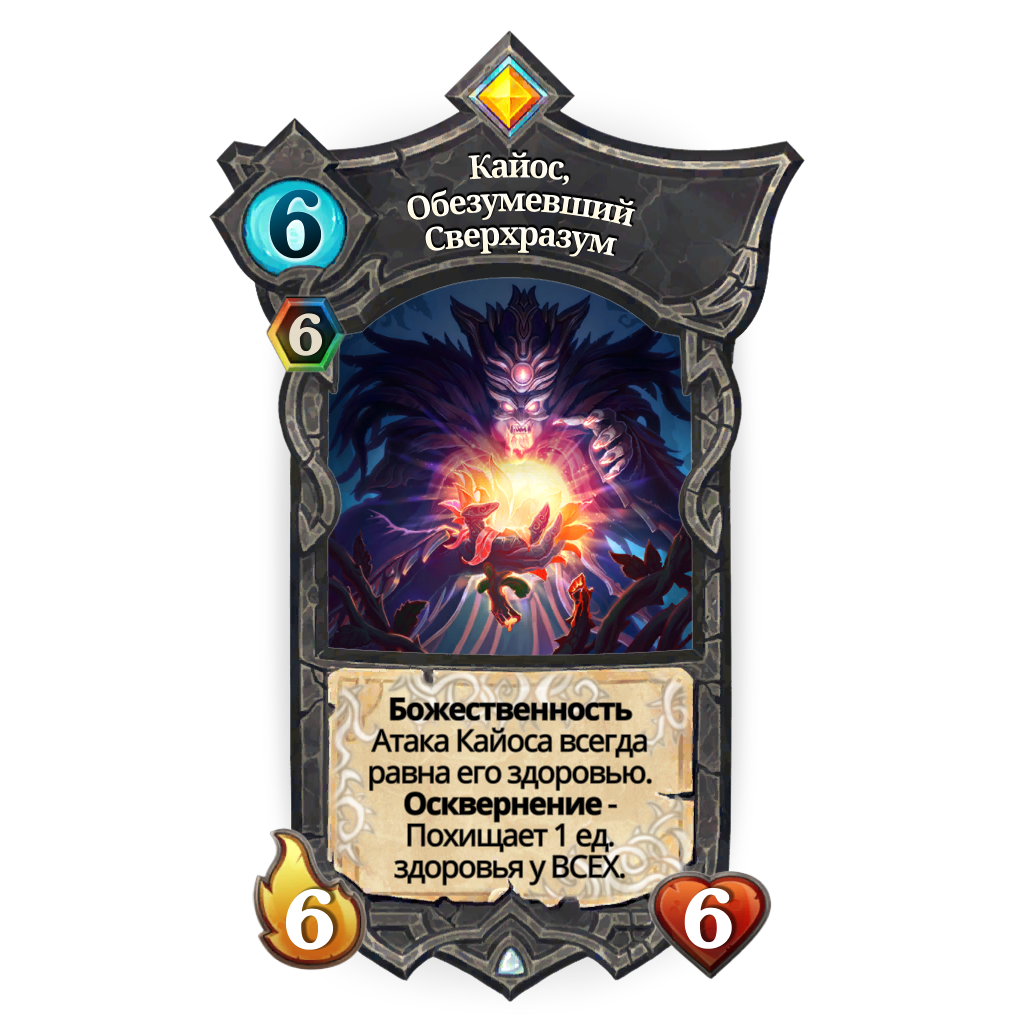 Кайос,
Обезумевший
Сверхразум
6
6
Божественность
Атака Кайоса всегда
равна его здоровью.
Осквернение -
Похищает 1 ед.
здоровья у ВСЕХ.
6
6